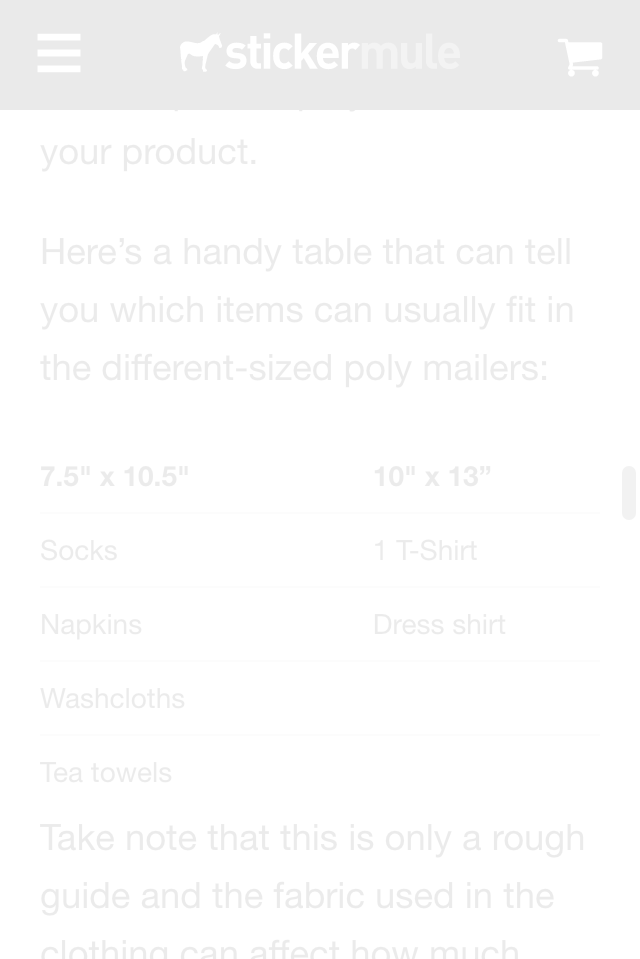 stickermule
your product.
Here’s a handy table that can tell
you which items can usually fit in
the different-sized poly mailers:
7.5" x 10.5" 10" x 13”
Socks 1 T-Shirt
Napkins Dress shirt
Washcloths
Tea towels
Take note that this is only a rough
guide and the fabric used in the
clothing can affect how much